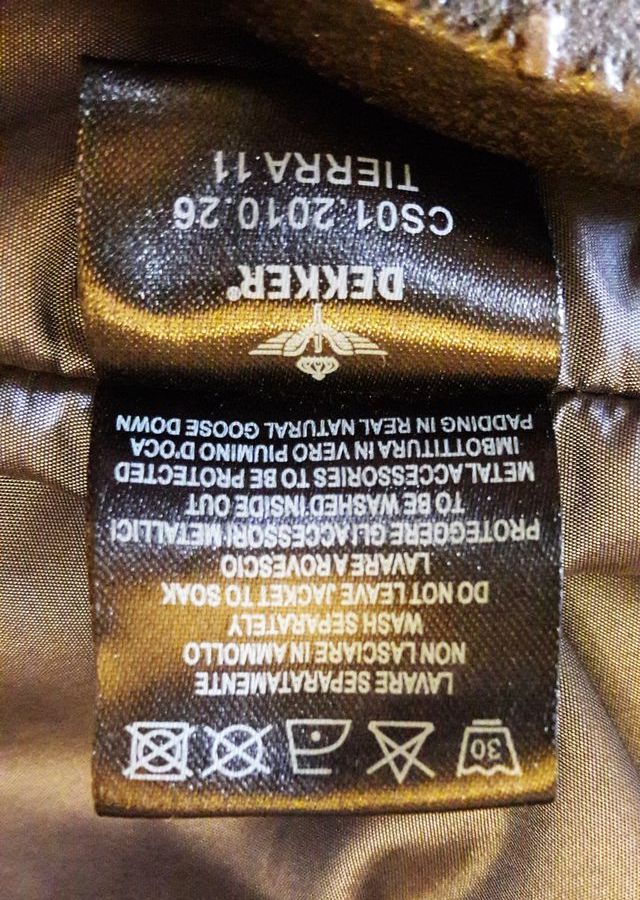 30
LAVARE SEPARATAMENTE
NON LASCIARE IN AMMOLLO
WASH SEPARATELY
DO NOT LEAVE JACKET TO SOAK
LAVARE A ROVESCIO
PROTEGGERE GLI ACCESSORI METALLICI
TO BE WASHED INSIDE OUT
METAL ACCESSORIES TO BE PROTECTED
IMBOTTITURA IN VERO PIUMINO D'OCA
PADDING IN REAL NATURAL GOOSE DOWN
DEKKER®
CS01.2010.26
TIERRA 11